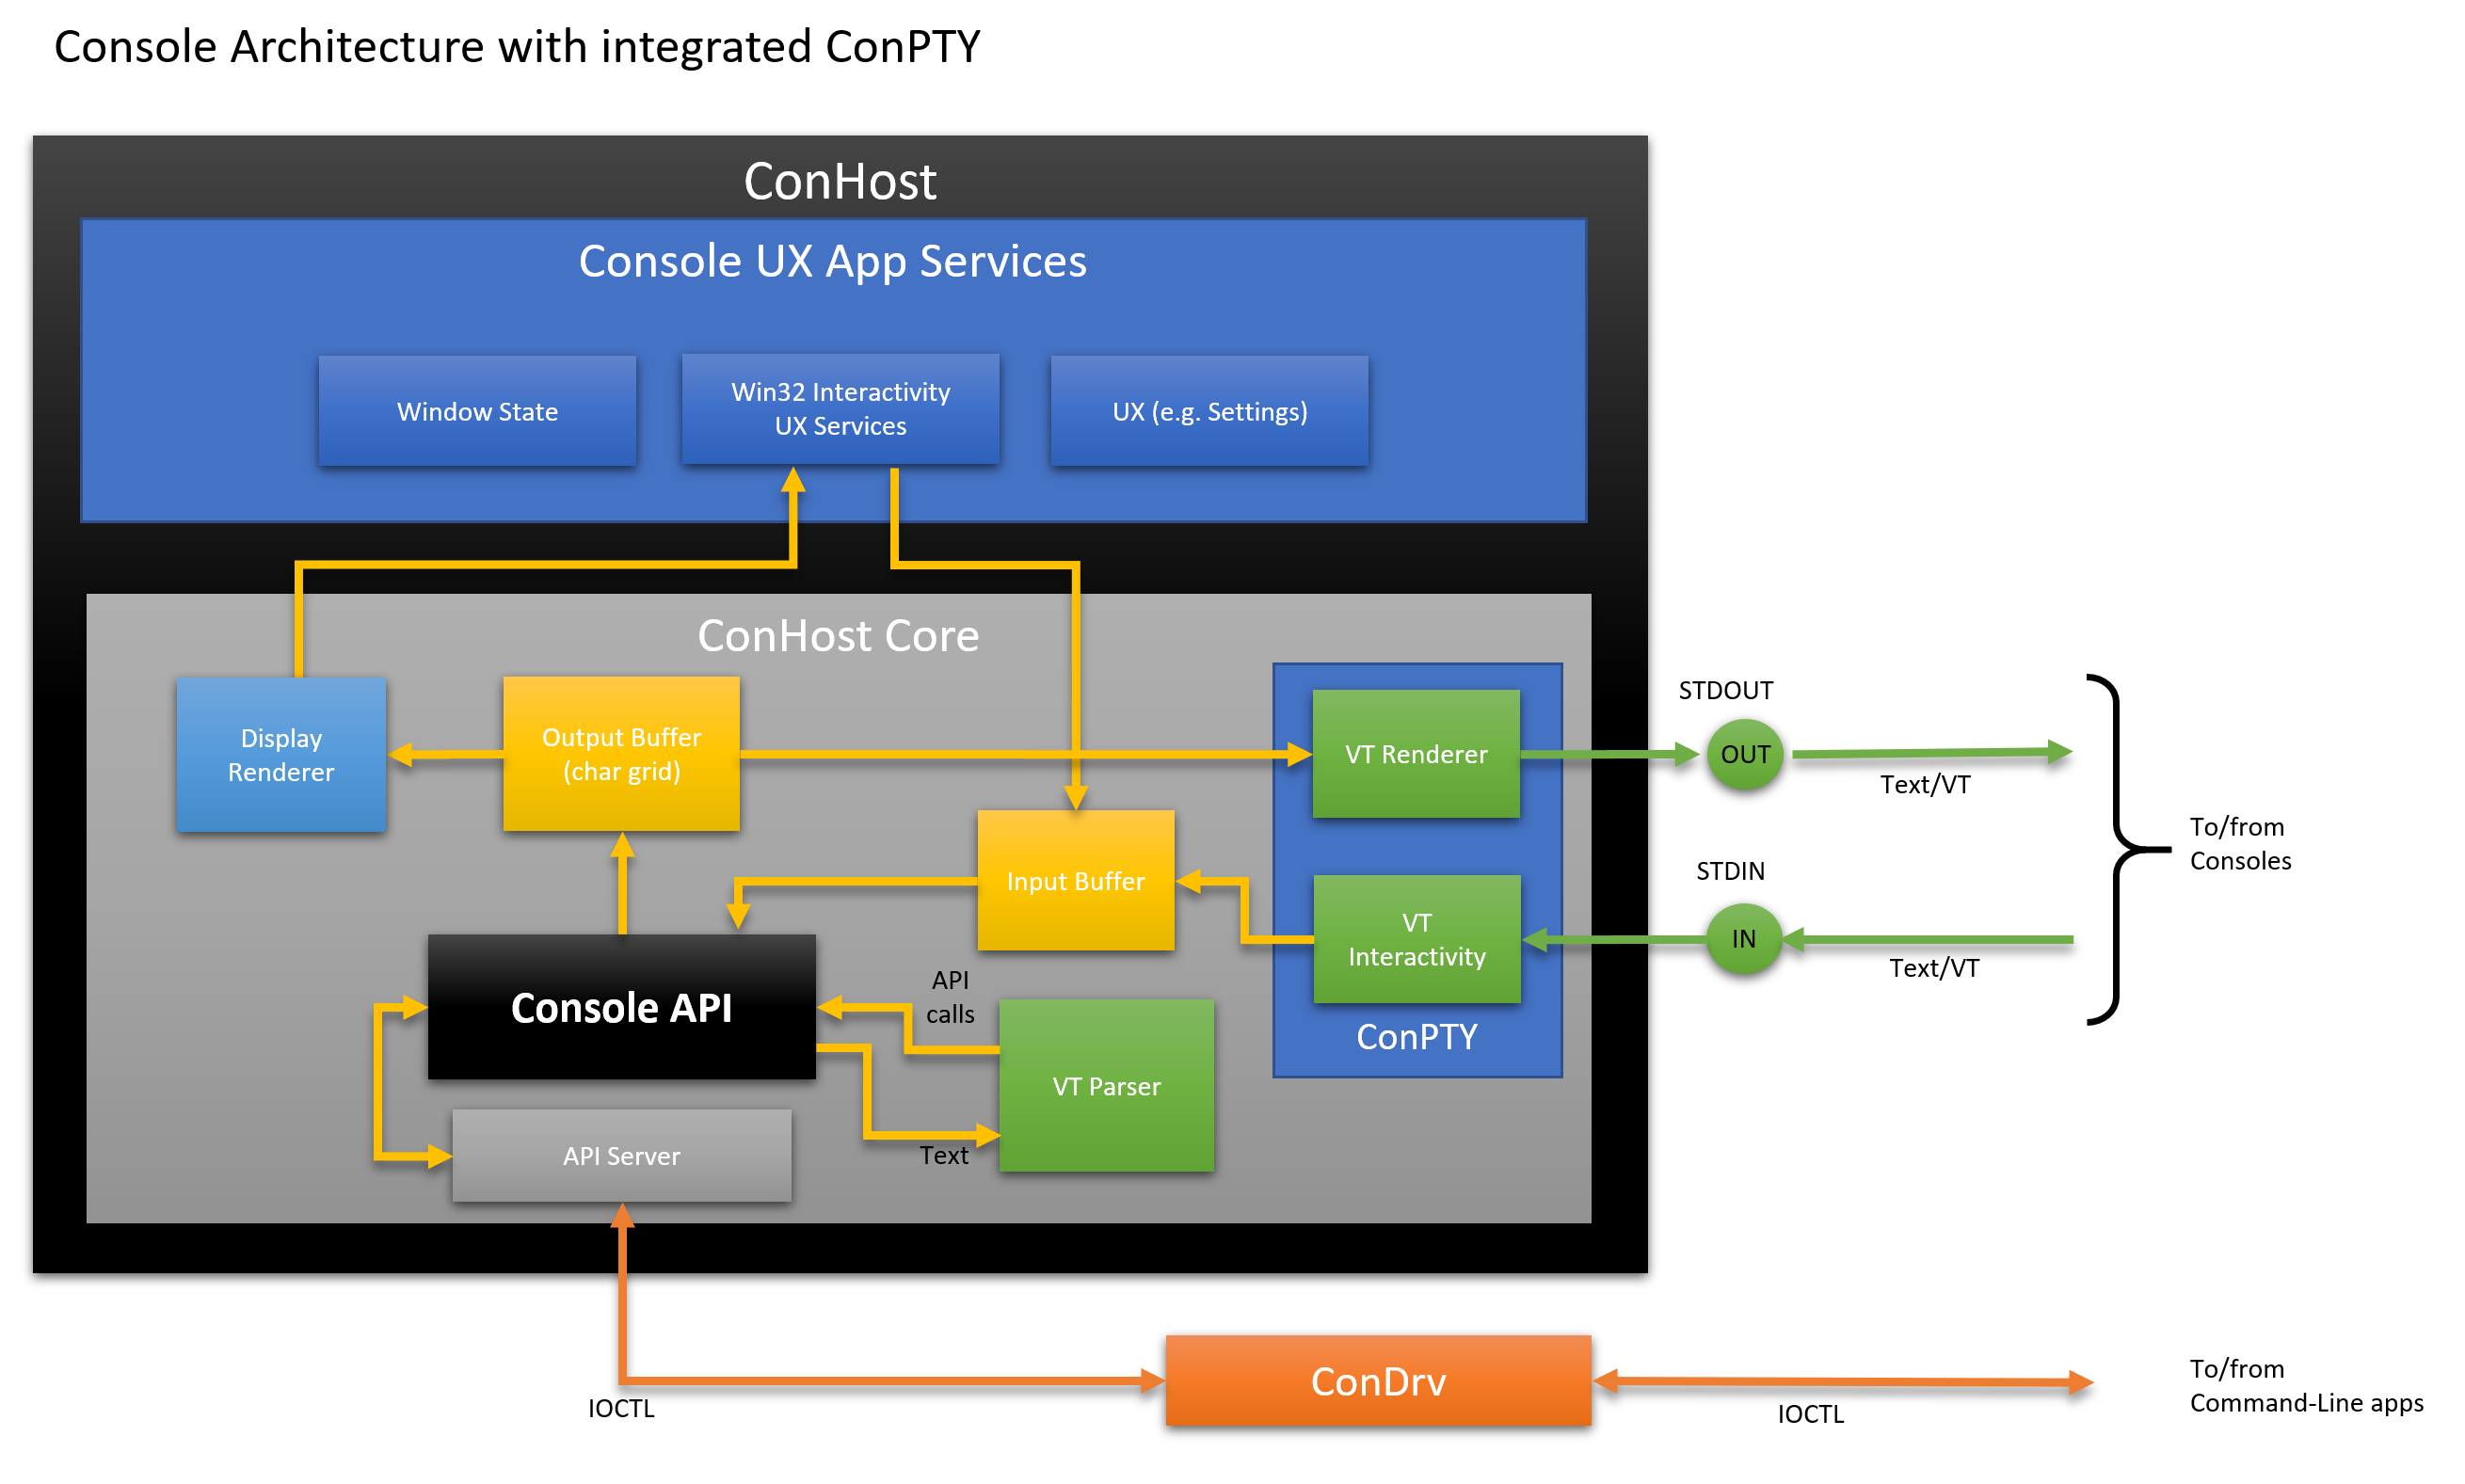 Console Architecture with integrated ConPTY
ConHost
Console UX App Services
Window State
Win32 Interactivity
UX Services
UX (e.g. Settings)
ConHost Core
Display
Renderer
Output Buffer
(char grid)
VT Renderer
STDOUT
OUT
Text/VT
To/from
Consoles
Input Buffer
VT
Interactivity
STDIN
IN
Text/VT
ConPTY
Console API
API
calls
VT Parser
Text
API Server
IOCTL
ConDrv
IOCTL
To/from
Command-Line apps